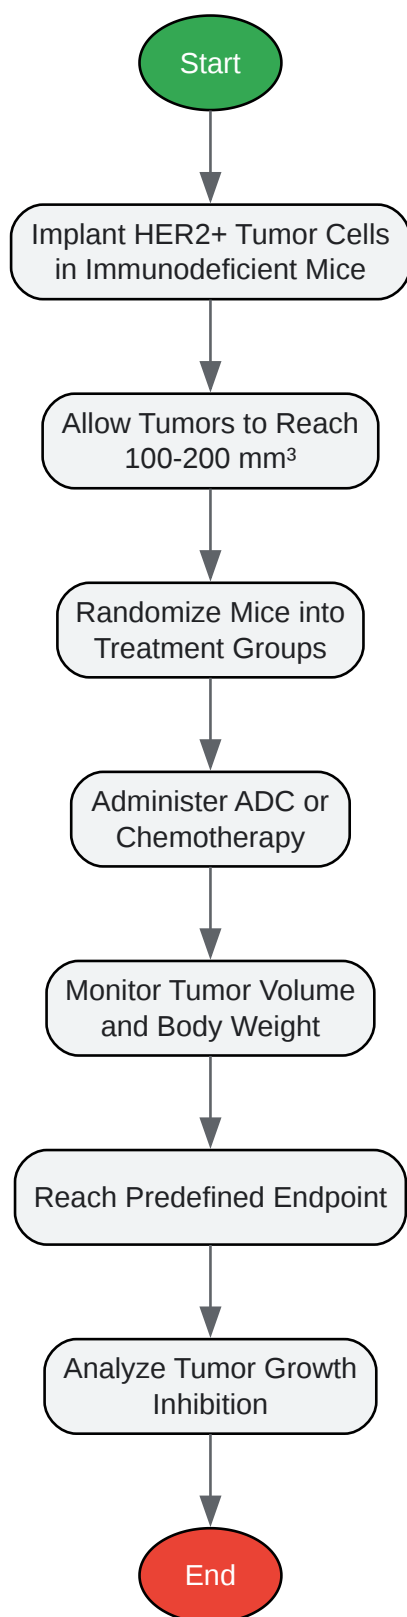 Start
Implant HER2+ Tumor Cells
in Immunodeficient Mice
Allow Tumors to Reach
100-200 mm³
Randomize Mice into
Treatment Groups
Administer ADC or
Chemotherapy
Monitor Tumor Volume
and Body Weight
Reach Predefined Endpoint
Analyze Tumor Growth
Inhibition
End